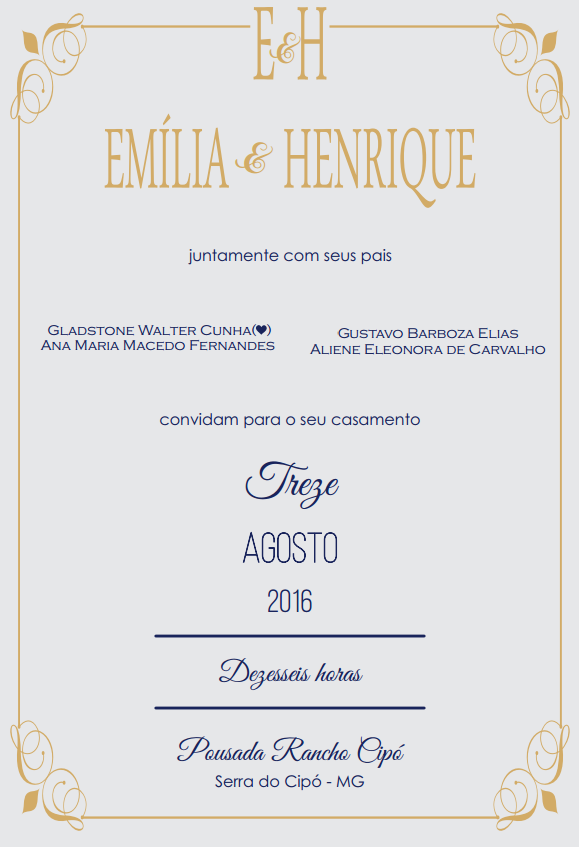 E&H
EMÍLIA & HENRIQUE
juntamente com seus pais
GLADSTONE WALTER CUNHA(♥)
ANA MARIA MACEDO FERNANDES
GUSTAVO BARBOZA ELIAS
ALIENE ELEONORA DE CARVALHO
convidam para o seu casamento
Treze
AGOSTO
2016
Dezesseis horas
Pousada Rancho Cipó
Serra do Cipó - MG